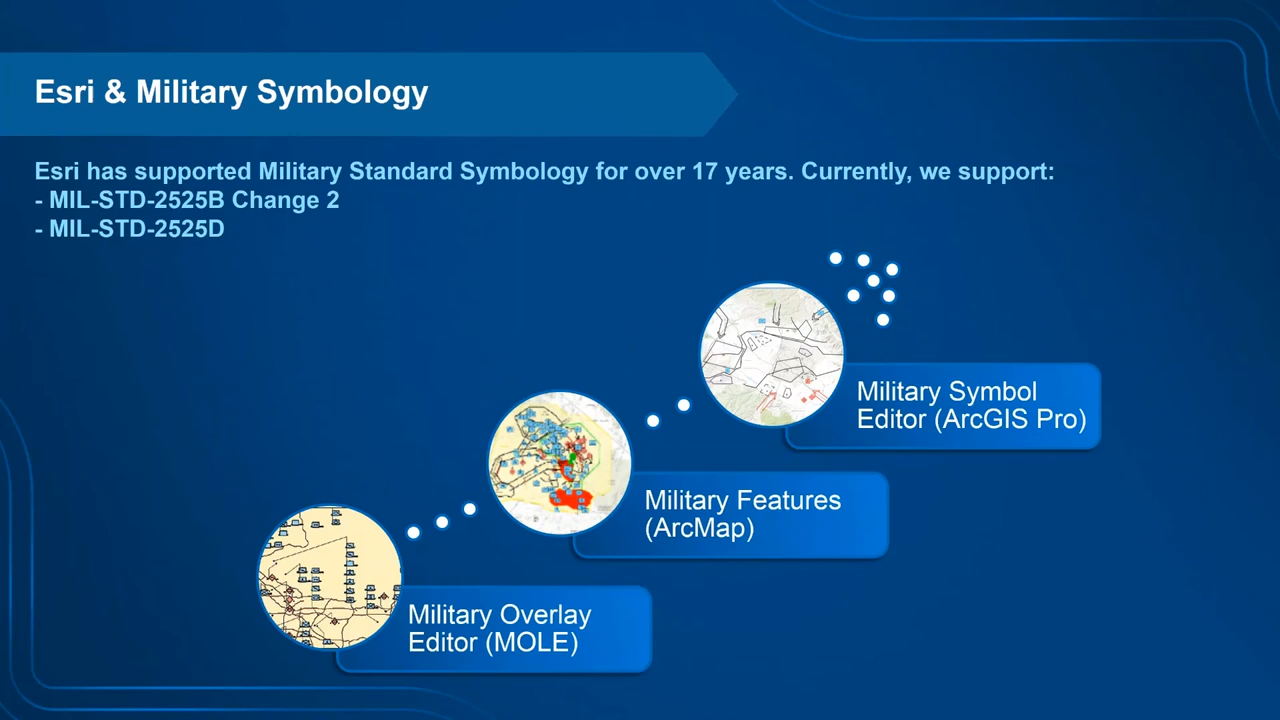 Esri & Military Symbology
Esri has supported Military Standard Symbology for over 17 years. Currently, we support:
- MIL-STD-2525B Change 2
- MIL-STD-2525D
Military Symbol
Editor (ArcGIS Pro)
Military Features
(ArcMap)
Military Overlay
Editor (MOLE)